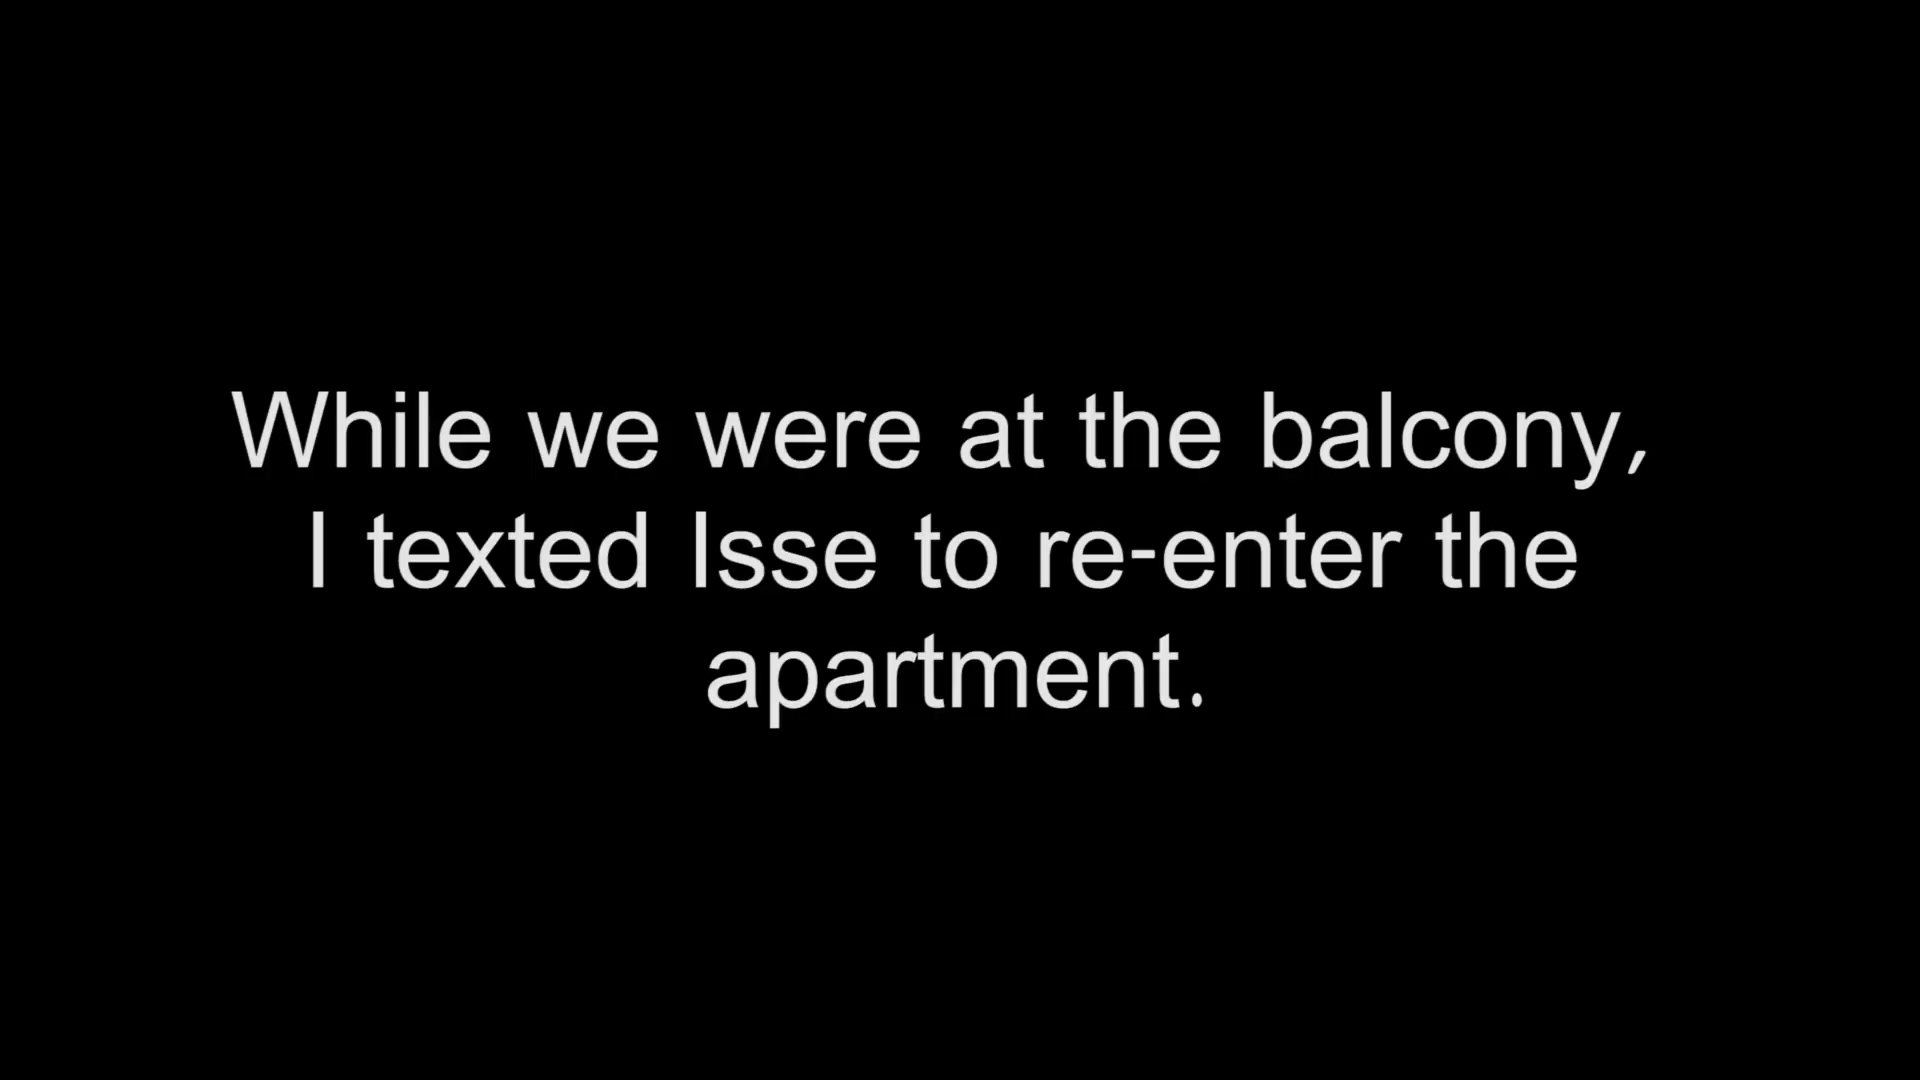 While we were at the balcony,
I texted Isse to re-enter the
apartment.